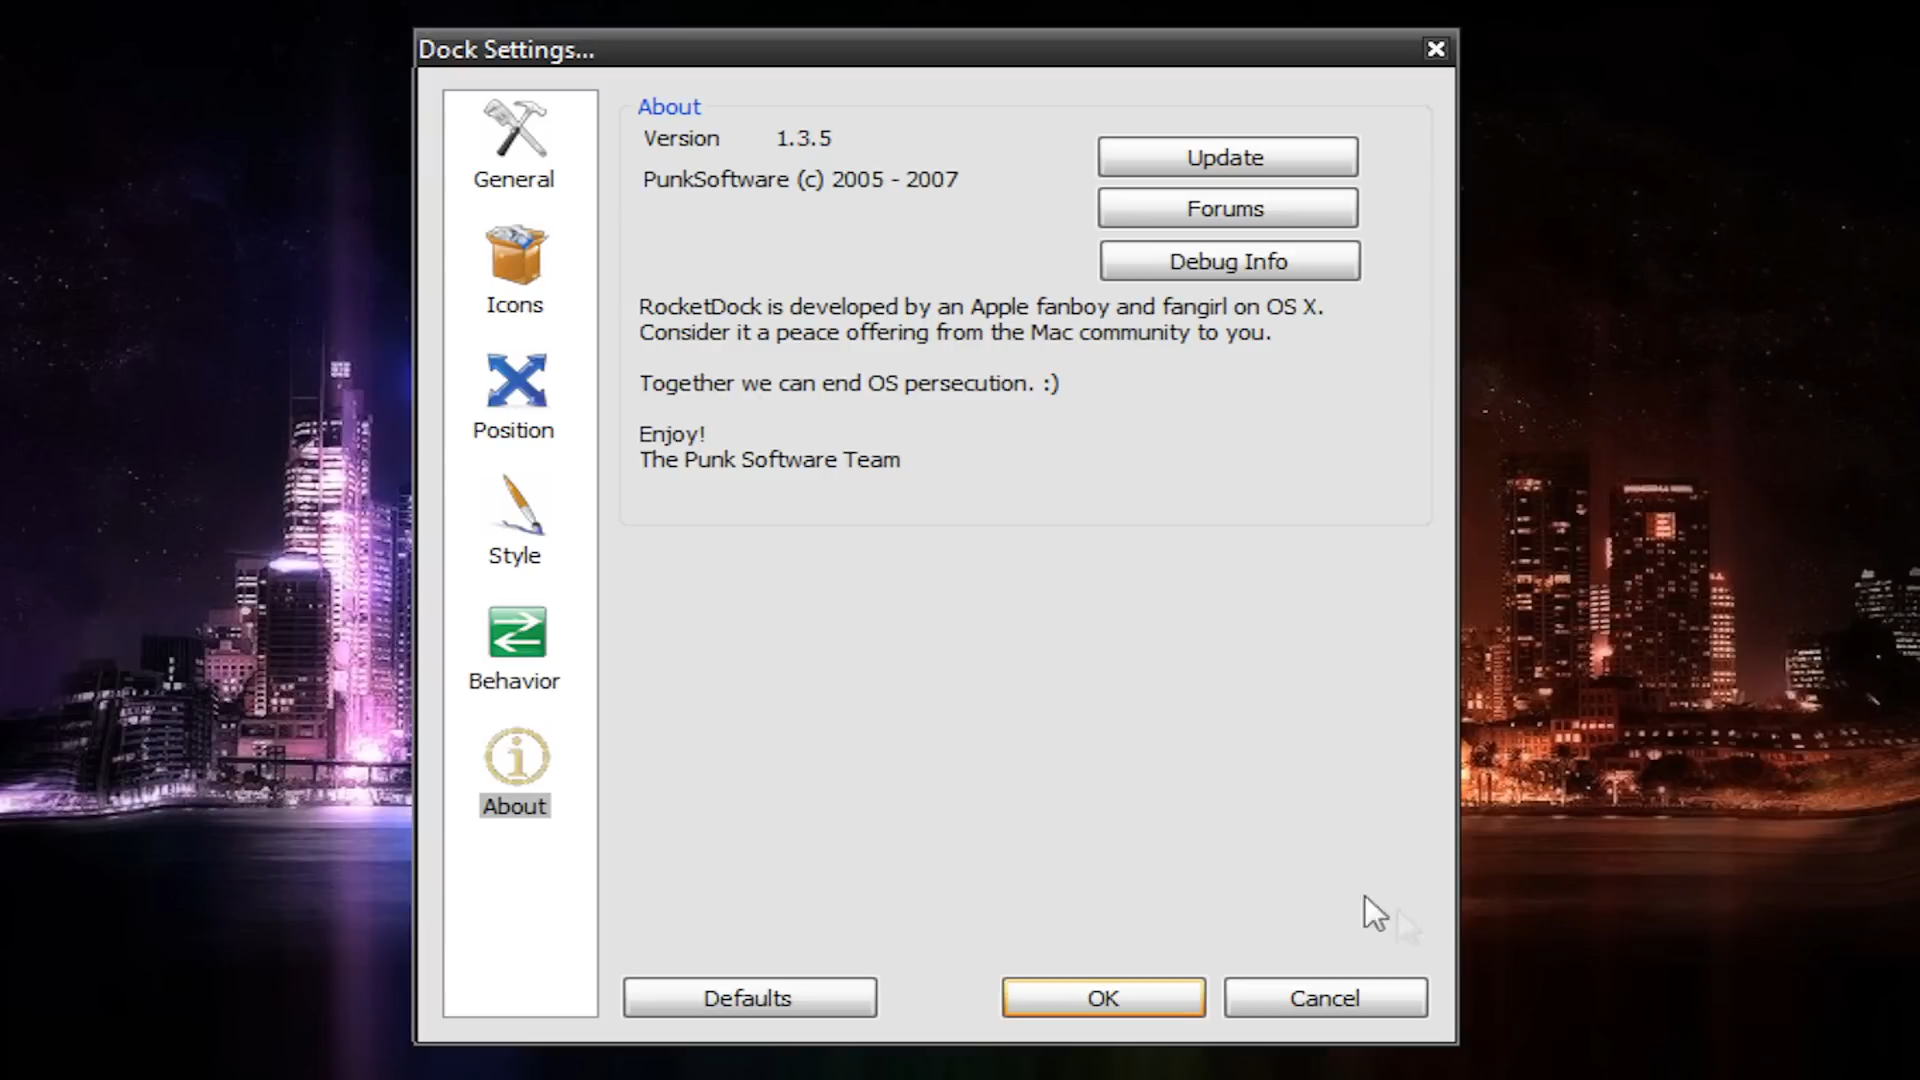 Dock Settings...
General
Icons
Position
Style
Behavior
About
About
Version 1.3.5
PunkSoftware (c) 2005 - 2007
Update
Forums
Debug Info
RocketDock is developed by an Apple fanboy and fangirl on OS X.
Consider it a peace offering from the Mac community to you.
Together we can end OS persecution. :)
Enjoy!
The Punk Software Team
Defaults
OK
Cancel